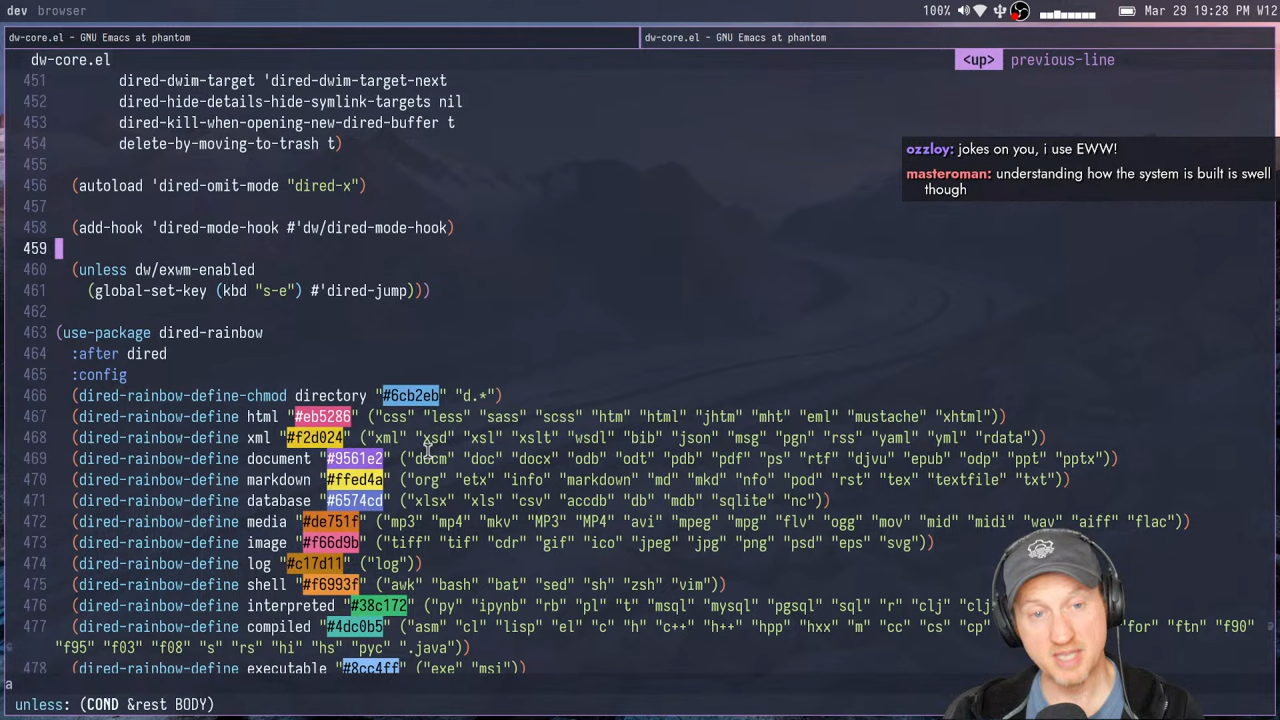 dev browser
100% Mar 29 19:28 PM W12
dw-core.el – GNU Emacs at phantom
dw-core.el – GNU Emacs at phantom
dw-core.el
<up> previous-line
451 dired-dwim-target 'dired-dwim-target-next
452 dired-hide-details-hide-symlink-targets nil
453 dired-kill-when-opening-new-dired-buffer t
454 delete-by-moving-to-trash t)
ozzloy: jokes on you, i use EWW!
masteroman: understanding how the system is built is swell
though
455
456 (autoload 'dired-omit-mode "dired-x")
457
458 (add-hook 'dired-mode-hook #'dw/dired-mode-hook)
459
460 (unless dw/exwm-enabled
461 (global-set-key (kbd "s-e") #'dired-jump)))
462
463 (use-package dired-rainbow
464 :after dired
465 :config
466 (dired-rainbow-define-chmod directory "#6cb2eb" "d.*")
467 (dired-rainbow-define html "#eb5286" ("css" "less" "sass" "scss" "htm" "html" "jhtm" "mht" "eml" "mustache" "xhtml"))
468 (dired-rainbow-define xml "#f2d024" ("xml" "xsd" "xsl" "xslt" "wsdl" "bib" "json" "msg" "pgn" "rss" "yaml" "yml" "rdata"))
469 (dired-rainbow-define document "#9561e2" ("docm" "doc" "docx" "odb" "odt" "pdb" "pdf" "ps" "rtf" "djvu" "epub" "odp" "ppt" "pptx"))
470 (dired-rainbow-define markdown "#ffed4a" ("org" "etx" "info" "markdown" "md" "mkd" "nfo" "pod" "rst" "tex" "textfile" "txt"))
471 (dired-rainbow-define database "#6574cd" ("xlsx" "xls" "csv" "accdb" "db" "mdb" "sqlite" "nc"))
472 (dired-rainbow-define media "#de751f" ("mp3" "mp4" "mkv" "MP3" "MP4" "avi" "mpeg" "mpg" "flv" "ogg" "mov" "mid" "midi" "wav" "aiff" "flac"))
473 (dired-rainbow-define image "#f66d9b" ("tiff" "tif" "cdr" "gif" "ico" "jpeg" "jpg" "png" "psd" "eps" "svg"))
474 (dired-rainbow-define log "#c17d11" ("log"))
475 (dired-rainbow-define shell "#f6993f" ("awk" "bash" "bat" "sed" "sh" "zsh" "vim"))
476 (dired-rainbow-define interpreted "#38c172" ("py" "ipynb" "rb" "pl" "t" "msql" "mysql" "pgsql" "sql" "r" "clj" "clj
477 (dired-rainbow-define compiled "#4dc0b5" ("asm" "cl" "lisp" "el" "c" "h" "c++" "h++" "hpp" "hxx" "m" "cc" "cs" "cp" "for" "ftn" "f90"
"f95" "f03" "f08" "s" "rs" "hi" "hs" "pyc" ".java"))
478 (dired-rainbow-define executable "#8cc4ff" ("exe" "msi"))
a
unless: (COND &rest BODY)